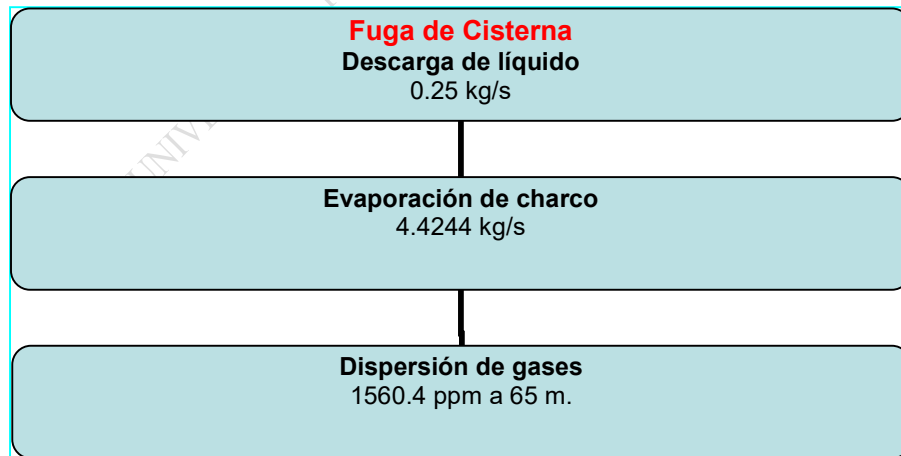 Fuga de Cisterna
Descarga de líquido
0.25 kg/s
Evaporación de charco
4.4244 kg/s
Dispersión de gases
1560.4 ppm a 65 m.